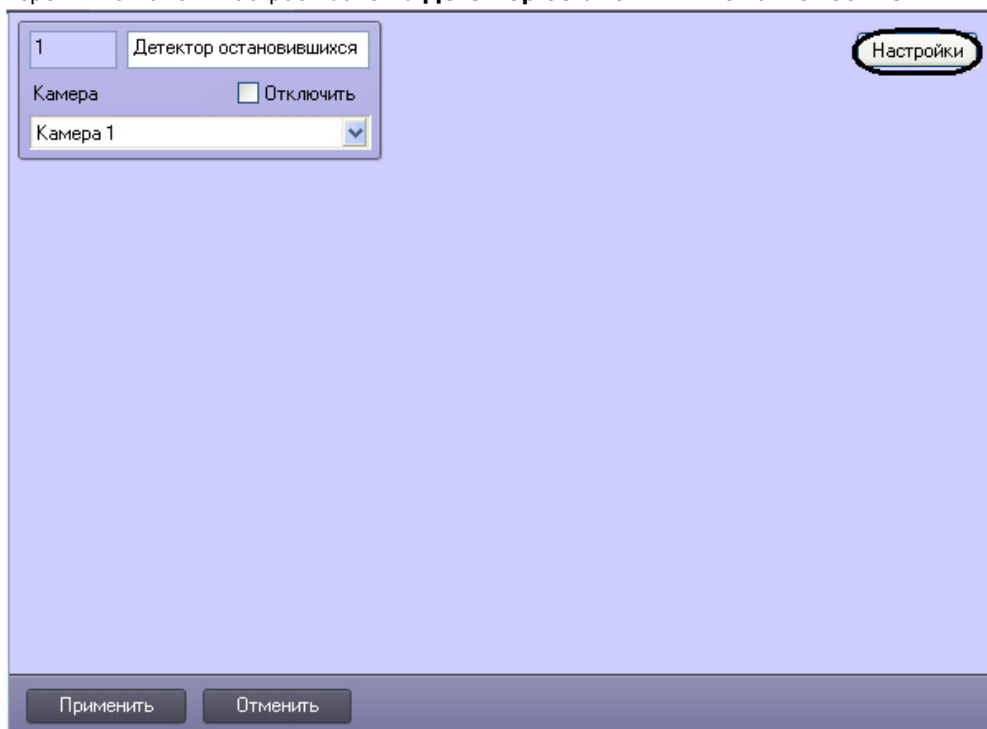 1
Детектор остановившихся
Настройки
Камера
Отключить
Камера 1
Применить
Отменить